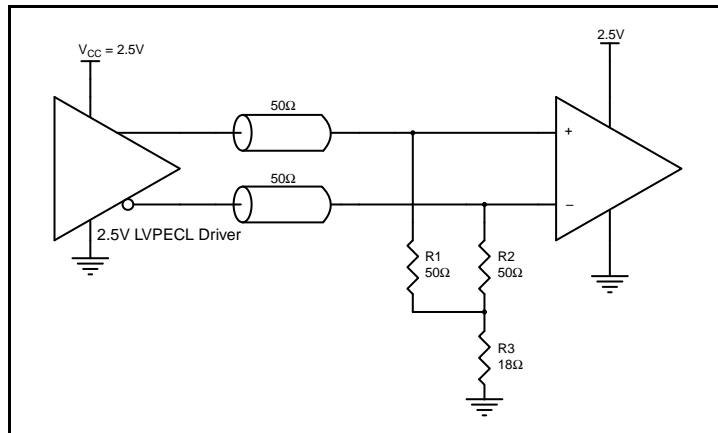 2.5V
V_CC = 2.5V
50Ω
+
50Ω
–
2.5V LVPECL Driver
R1
50Ω
R2
50Ω
R3
18Ω